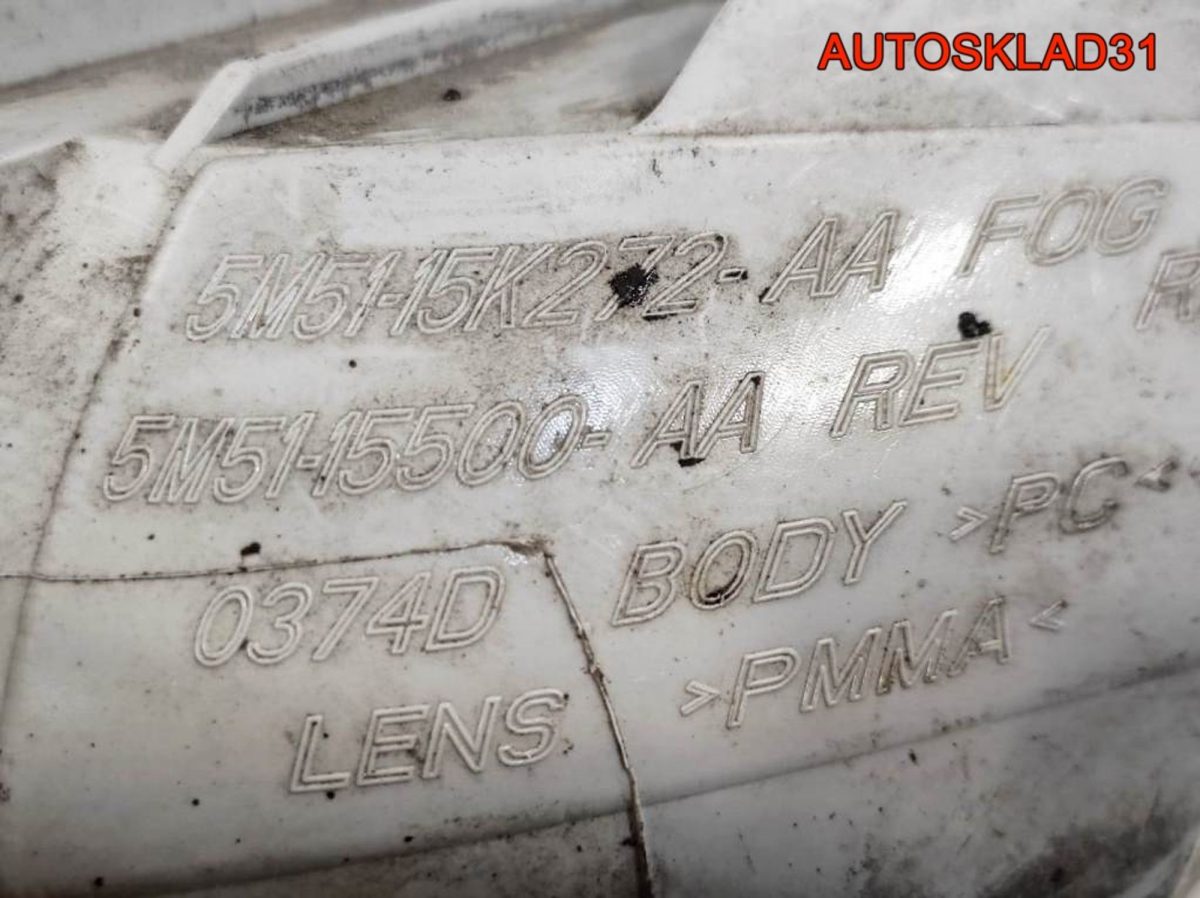 AUTOSKLAD31
5M51-15K272-AA FOG
R
5M51-15500-AA REV
0374D BODY >PC<
LENS >PMMA<